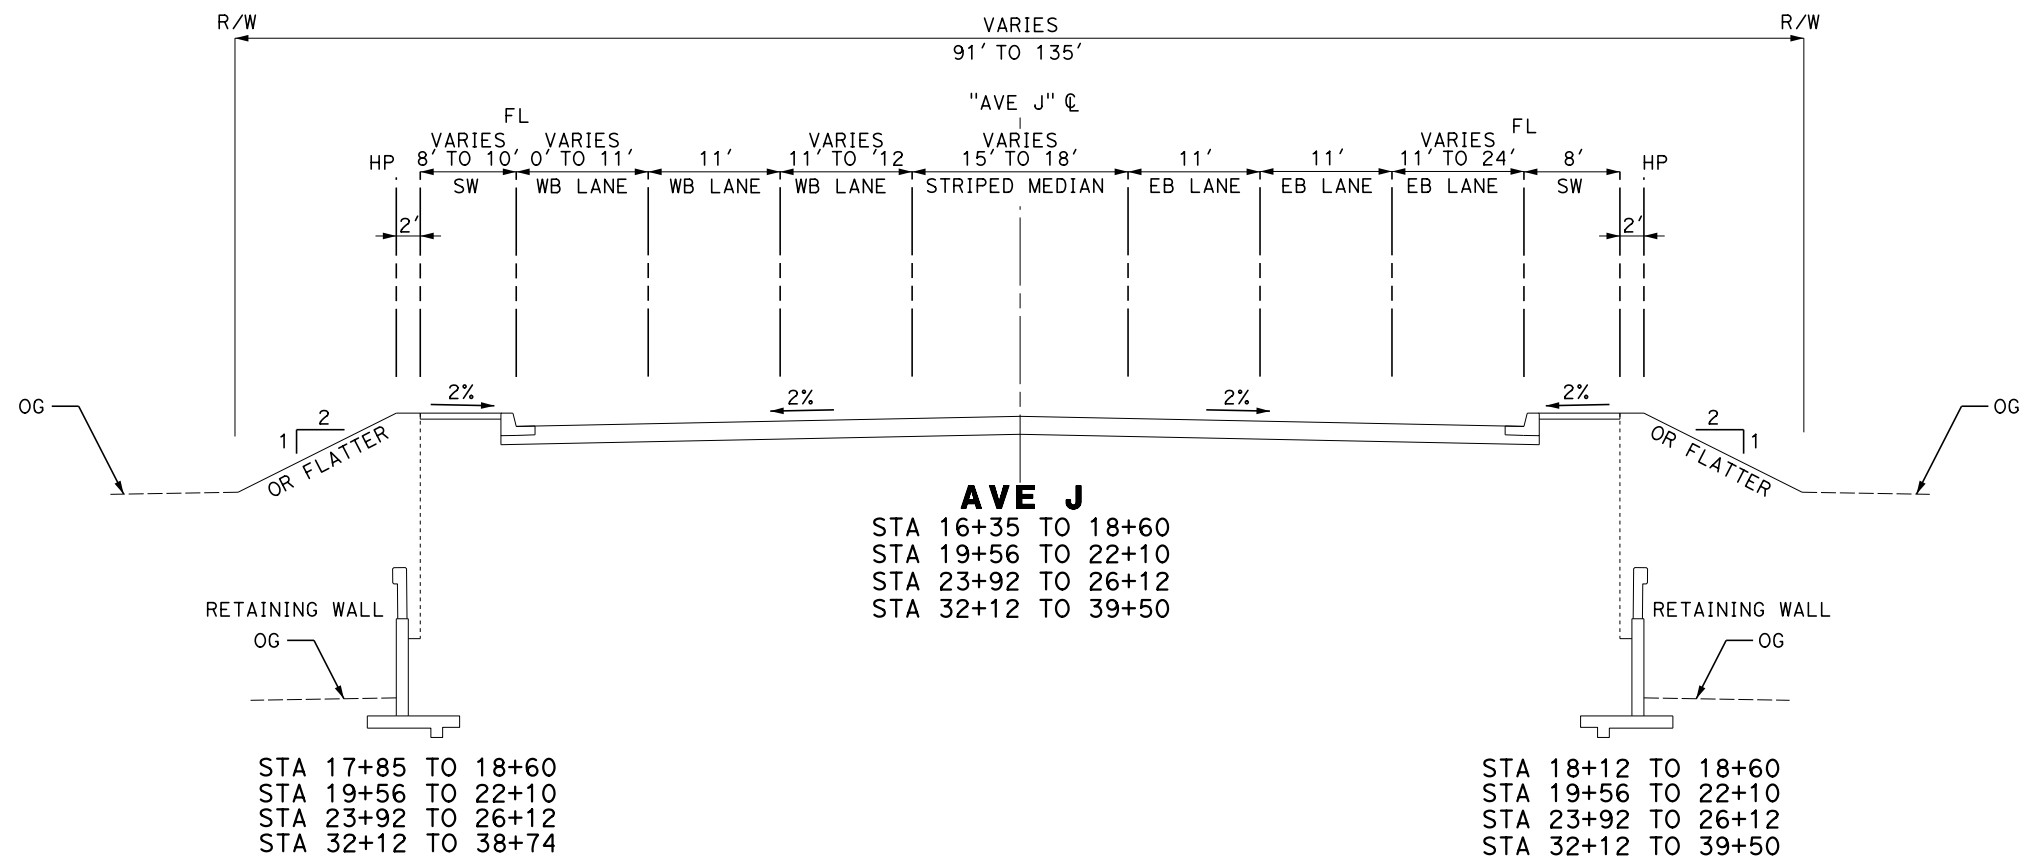 R/W
VARIES
R/W
91' TO 135'
"AVE J" ℄
FL
FL
VARIES
VARIES
VARIES
VARIES
VARIES
HP
8' TO 10'
0' TO 11'
11'
11' TO '12
15' TO 18'
11'
11'
11' TO 24'
8'
HP
SW
WB LANE
WB LANE
WB LANE
STRIPED MEDIAN
EB LANE
EB LANE
EB LANE
SW
2'
2'
2%
2%
2%
2%
OG
2
1
OR FLATTER
2
1
OR FLATTER
OG
AVE J
STA 16+35 TO 18+60
STA 19+56 TO 22+10
STA 23+92 TO 26+12
STA 32+12 TO 39+50
RETAINING WALL
OG
RETAINING WALL
OG
STA 17+85 TO 18+60
STA 19+56 TO 22+10
STA 23+92 TO 26+12
STA 32+12 TO 38+74
STA 18+12 TO 18+60
STA 19+56 TO 22+10
STA 23+92 TO 26+12
STA 32+12 TO 39+50